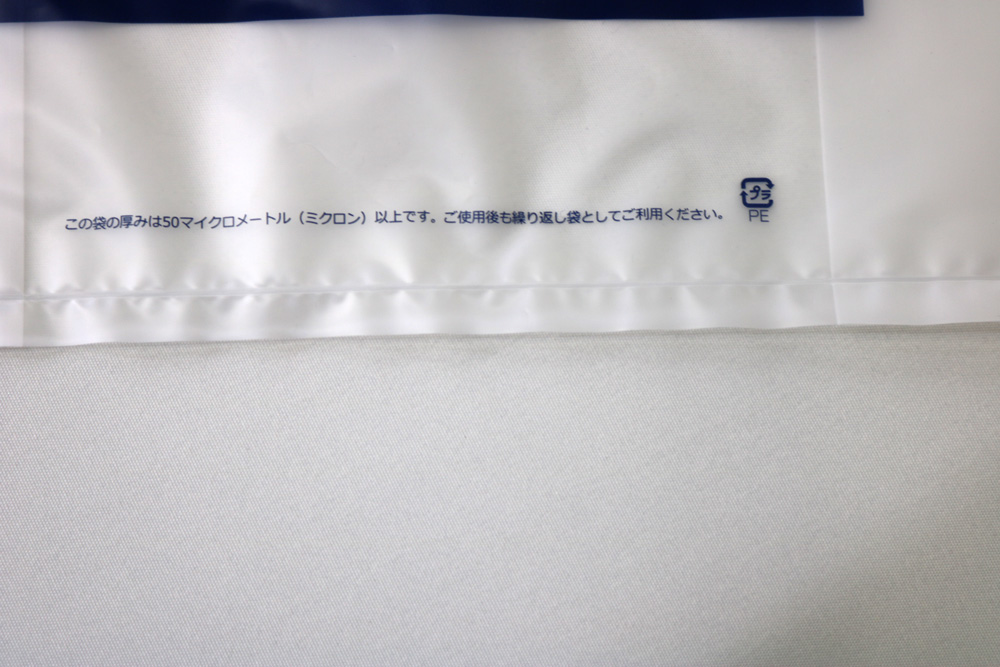 この袋の厚みは50マイクロメートル（ミクロン）以上です。ご使用後も繰り返し袋としてご利用ください。
プラ
PE